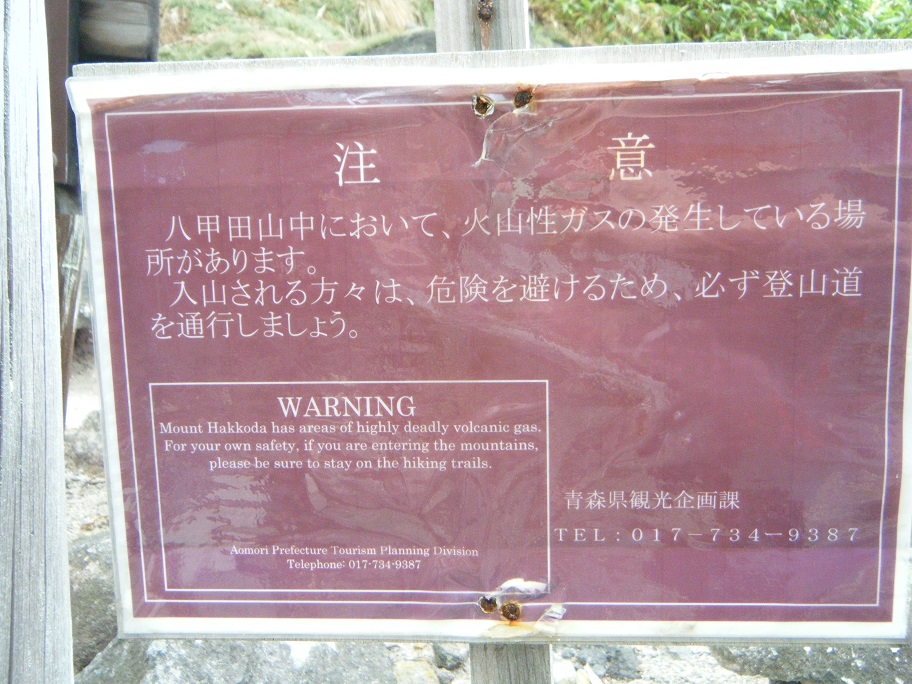 注 意
八甲田山中において、火山性ガスの発生している場
所があります。
入山される方々は、危険を避けるため、必ず登山道
を通行しましょう。
WARNING
Mount Hakkoda has areas of highly deadly volcanic gas.
For your own safety, if you are entering the mountains,
please be sure to stay on the hiking trails.
Aomori Prefecture Tourism Planning Division
Telephone: 017-734-9387
青森県観光企画課
ＴＥＬ：０１７－７３４－９３８７